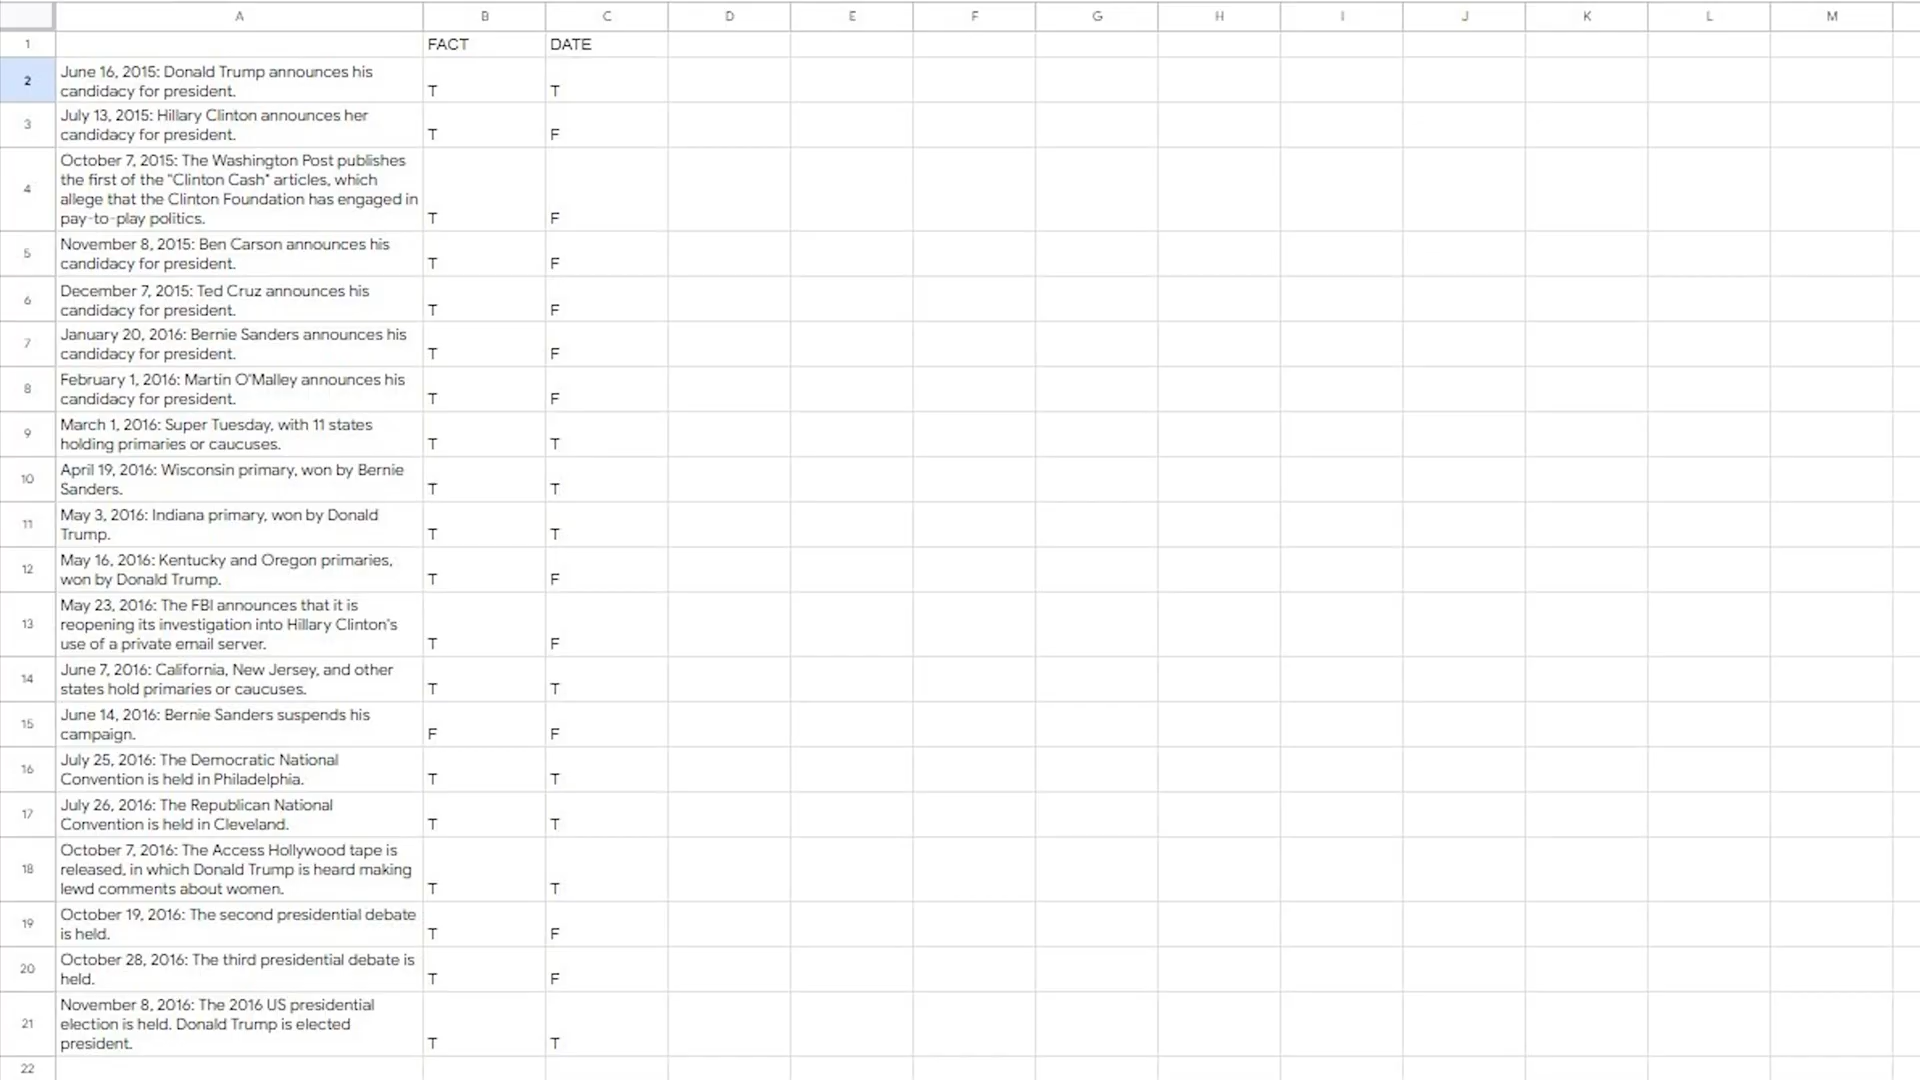 A B C D E F G H I J K L M
1 FACT DATE
2 June 16, 2015: Donald Trump announces his
candidacy for president. T T
3 July 13, 2015: Hillary Clinton announces her
candidacy for president. T F
4 October 7, 2015: The Washington Post publishes
the first of the "Clinton Cash" articles, which
allege that the Clinton Foundation has engaged in
pay-to-play politics. T F
5 November 8, 2015: Ben Carson announces his
candidacy for president. T F
6 December 7, 2015: Ted Cruz announces his
candidacy for president. T F
7 January 20, 2016: Bernie Sanders announces his
candidacy for president. T F
8 February 1, 2016: Martin O'Malley announces his
candidacy for president. T F
9 March 1, 2016: Super Tuesday, with 11 states
holding primaries or caucuses. T T
10 April 19, 2016: Wisconsin primary, won by Bernie
Sanders. T T
11 May 3, 2016: Indiana primary, won by Donald
Trump. T T
12 May 16, 2016: Kentucky and Oregon primaries,
won by Donald Trump. T F
13 May 23, 2016: The FBI announces that it is
reopening its investigation into Hillary Clinton's
use of a private email server. T F
14 June 7, 2016: California, New Jersey, and other
states hold primaries or caucuses. T T
15 June 14, 2016: Bernie Sanders suspends his
campaign. F F
16 July 25, 2016: The Democratic National
Convention is held in Philadelphia. T T
17 July 26, 2016: The Republican National
Convention is held in Cleveland. T T
18 October 7, 2016: The Access Hollywood tape is
released, in which Donald Trump is heard making
lewd comments about women. T T
19 October 19, 2016: The second presidential debate
is held. T F
20 October 28, 2016: The third presidential debate is
held. T F
21 November 8, 2016: The 2016 US presidential
election is held. Donald Trump is elected
president. T T
22